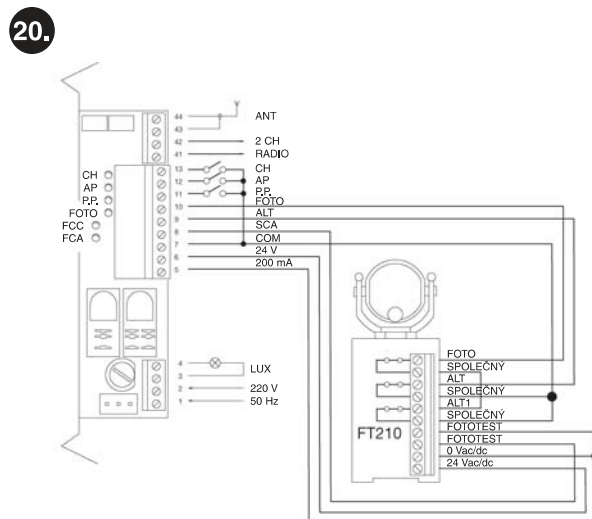 20.
44
ANT
43
42
2 CH
41
RADIO
13
CH
12
AP
11
P.P.
10
FOTO
9
ALT
8
SCA
7
COM
6
24 V
5
200 mA
CH
AP
P.P.
FOTO
FCC
FCA
4
LUX
3
2
220 V
1
50 Hz
FOTO
SPOLEČNÝ
ALT
SPOLEČNÝ
ALT1
SPOLEČNÝ
FOTOTEST
FOTOTEST
0 Vac/dc
24 Vac/dc
FT210